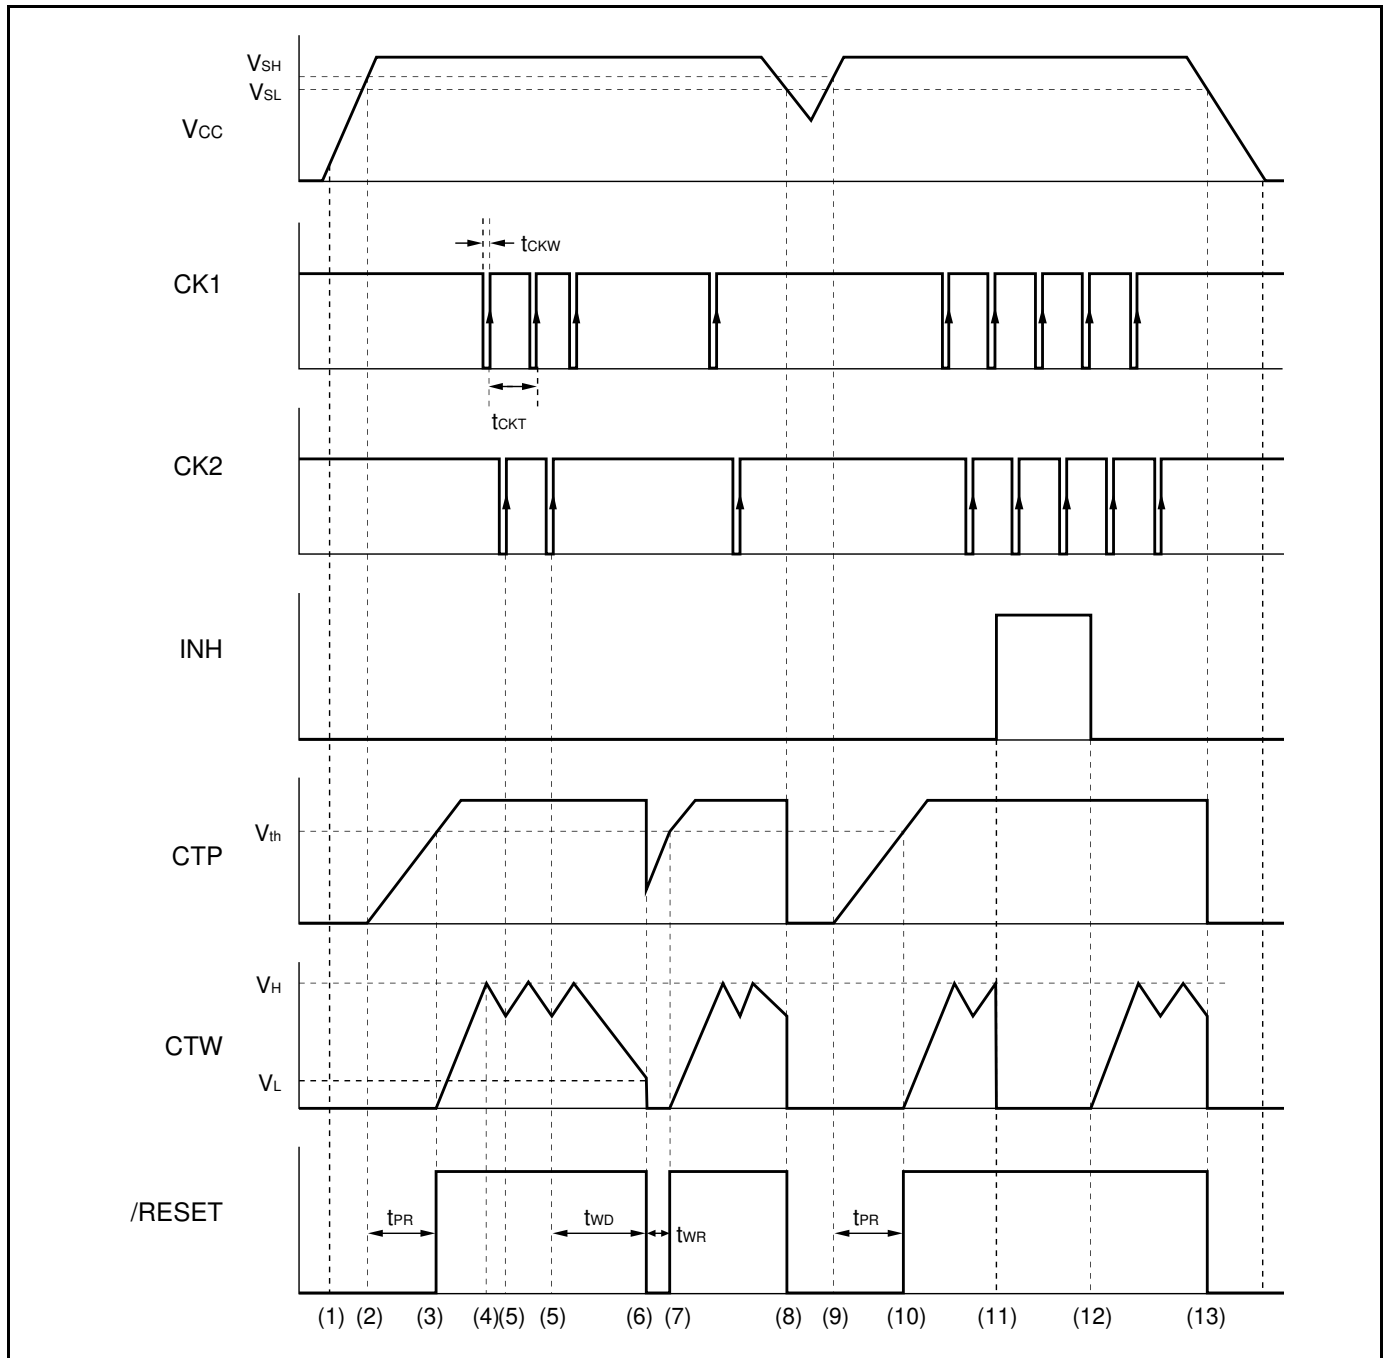 VSH
VSL
VCC
tCKW
CK1
tCKT
CK2
INH
Vth
CTP
VH
CTW
VL
/RESET
tPR tWD tWR tPR
(1) (2) (3) (4)(5) (5) (6) (7) (8) (9) (10) (11) (12) (13)